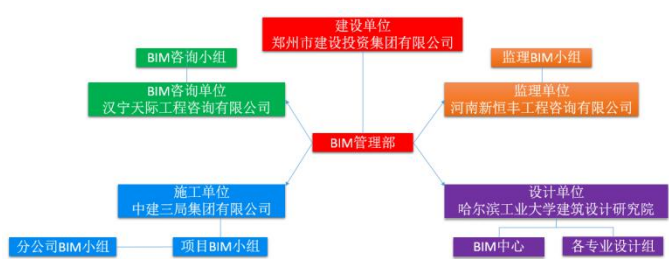 建设单位
郑州市建设投资集团有限公司
BIM咨询小组
监理BIM小组
BIM咨询单位
汉宁天际工程咨询有限公司
监理单位
河南新恒丰工程咨询有限公司
BIM管理部
施工单位
中建三局集团有限公司
设计单位
哈尔滨工业大学建筑设计研究院
分公司BIM小组
项目BIM小组
BIM中心
各专业设计组